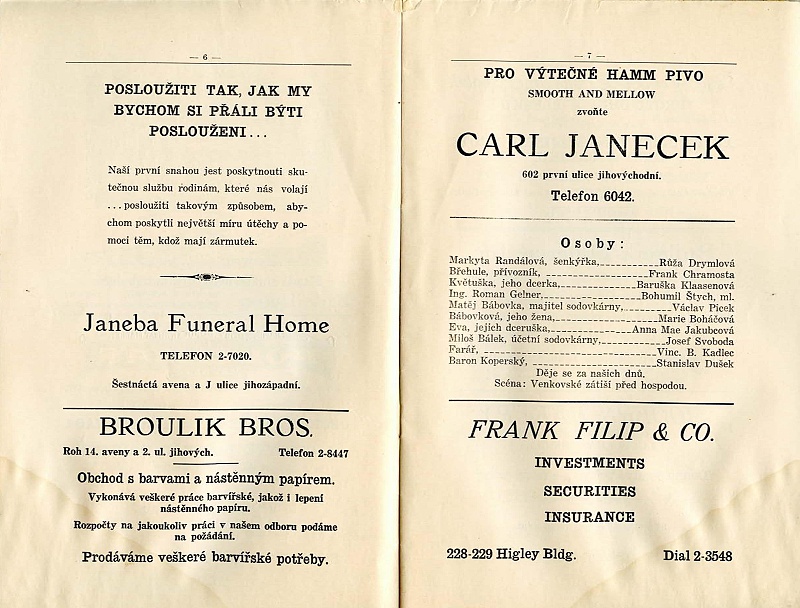 — 6 —
POSLOUŽITI TAK, JAK MY
BYCHOM SI PŘÁLI BÝTI
POSLOUŽENI...
Naší první snahou jest poskytnouti sku-
tečnou službu rodinám, které nás volají
...posloužiti takovým způsobem, aby-
chom poskytli největší míru útěchy a po-
moci těm, kdož mají zármutek.
Janeba Funeral Home
TELEFON 2-7020.
Šestnáctá avena a J ulice jihozápadní.
BROULIK BROS.
Roh 14. aveny a 2. ul. jihových. Telefon 2-8447
Obchod s barvami a nástěnným papírem.
Vykonává veškeré práce barvířské, jakož i lepení
nástěnného papíru.
Rozpočty na jakoukoliv práci v našem odboru podáme
na požádání.
Prodáváme veškeré barvířské potřeby.
— 7 —
PRO VÝTEČNÉ HAMM PIVO
SMOOTH AND MELLOW
zvoňte
CARL JANECEK
602 první ulice jihovýchodní.
Telefon 6042.
Osoby:
Markyta Randálová, šenkýřka, Růža Drymlová
Břehule, přívozník, Frank Chramosta
Květuška, jeho dcerka, Baruška Klaasenová
Ing. Roman Gelner, Bohumil Štych, ml.
Matěj Bábovka, majitel sodovkárny, Václav Picek
Bábovková, jeho žena, Marie Boháčová
Eva, jejich dceruška, Anna Mae Jakubcová
Miloš Bálek, účetní sodovkárny, Josef Svoboda
Farář, Vinc. B. Kadlec
Baron Koperský, Stanislav Dušek
Děje se za našich dnů.
Scéna: Venkovské zátiší před hospodou.
FRANK FILIP & CO.
INVESTMENTS
SECURITIES
INSURANCE
228-229 Higley Bldg. Dial 2-3548